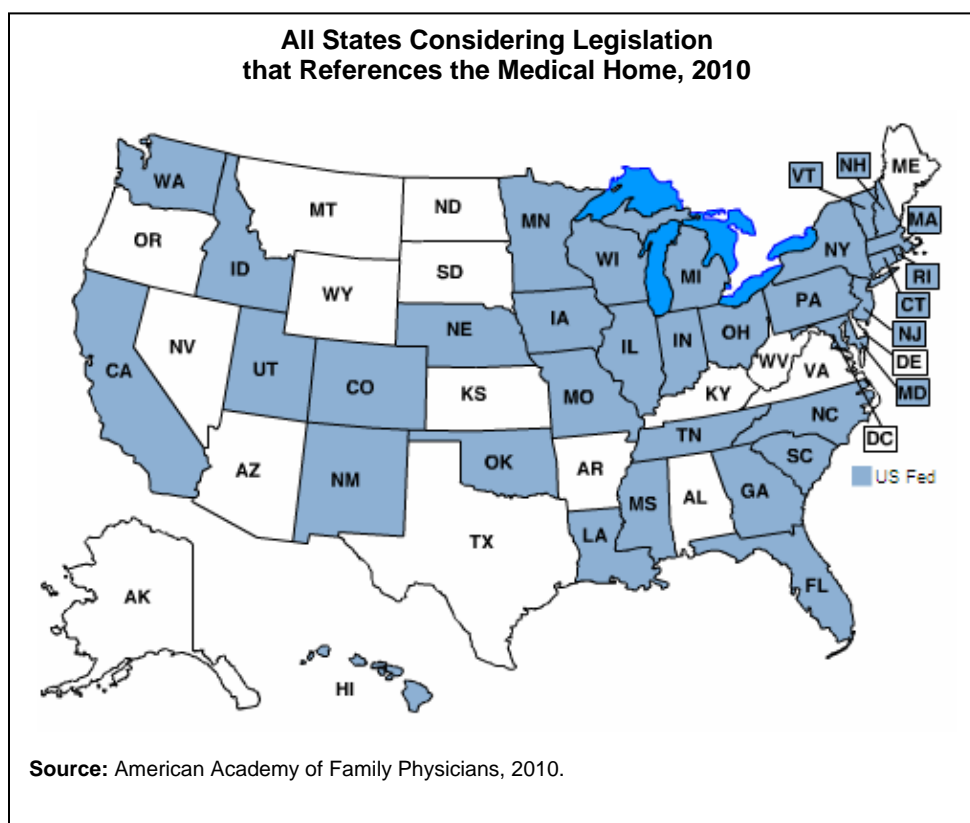 All States Considering Legislation
that References the Medical Home, 2010
WA
MT
ND
MN
VT
NH
ME
OR
ID
SD
WI
MI
NY
MA
WY
RI
CT
NE
IA
PA
NJ
NV
UT
IL
IN
OH
DE
CA
CO
KS
MO
WV
VA
MD
KY
DC
AZ
NM
OK
AR
TN
NC
SC
US Fed
MS
AL
GA
TX
LA
FL
AK
HI
Source: American Academy of Family Physicians, 2010.